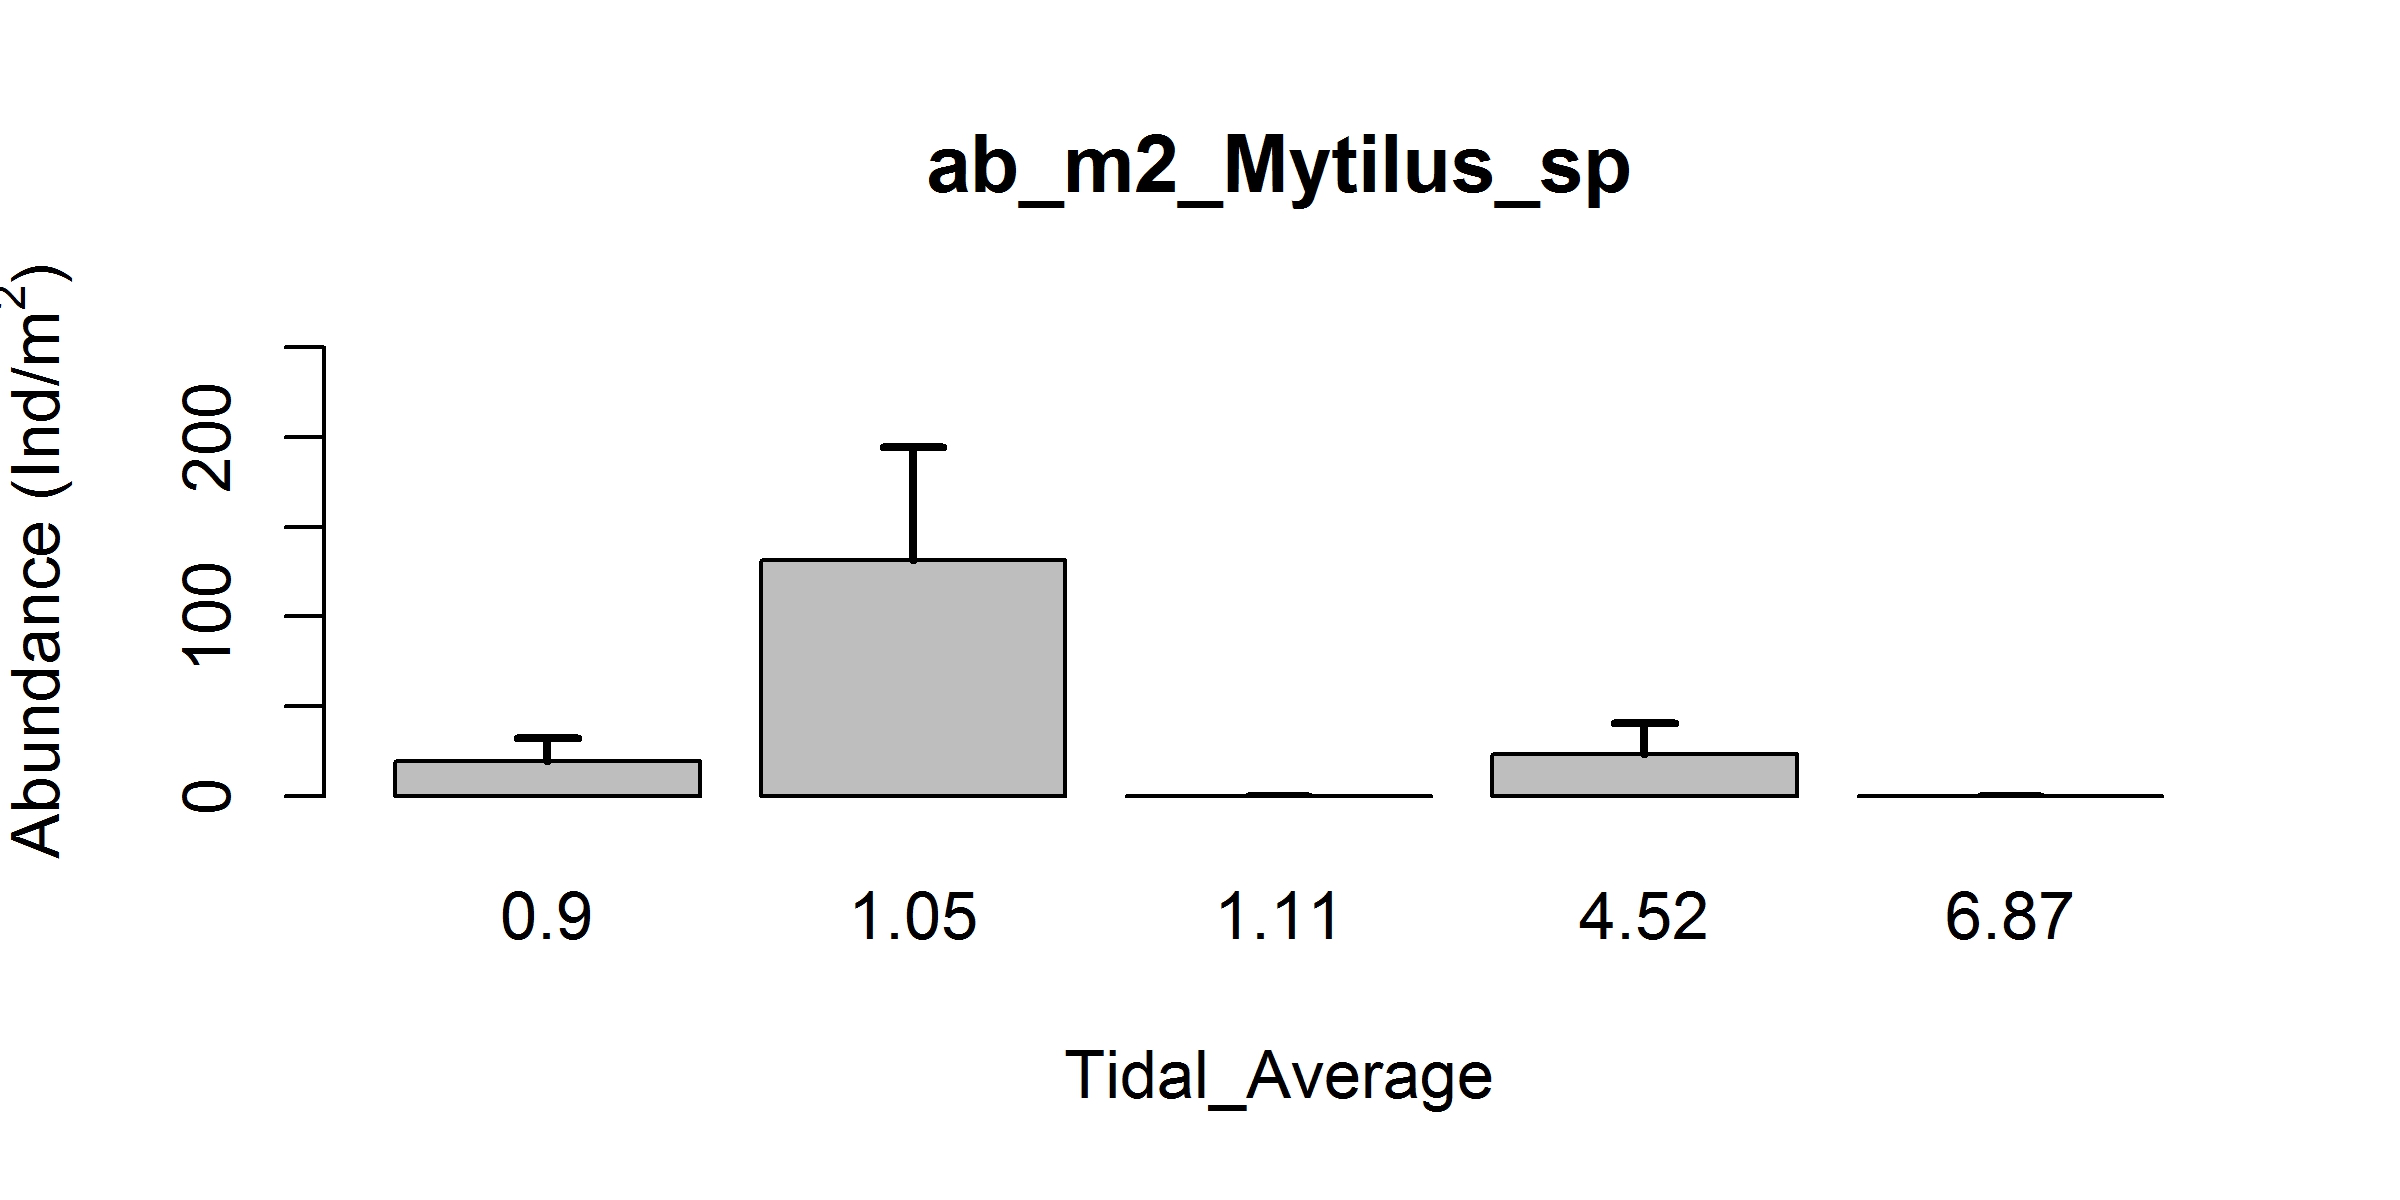 ab_m2_Mytilus_sp
Abundance (Ind/m²)
200
100
0
0.9 1.05 1.11 4.52 6.87
Tidal_Average